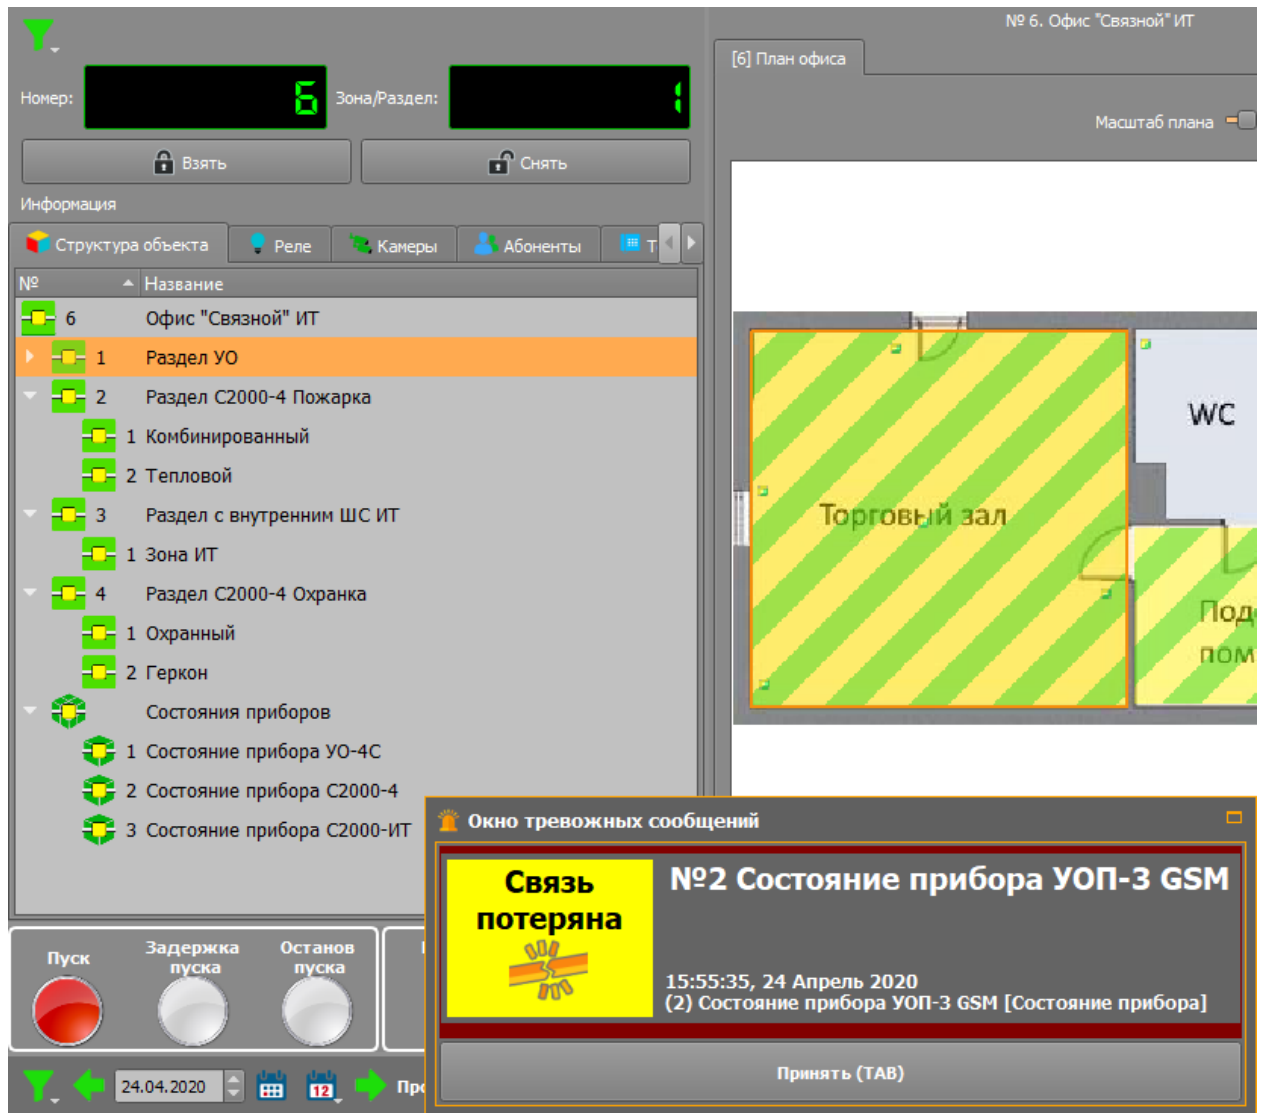 № 6. Офис "Связной" ИТ
[6] План офиса
Номер:
6
Зона/Раздел:
1
Масштаб плана
Взять
Снять
Информация
Структура объекта
Реле
Камеры
Абоненты
Т
№
Название
6 Офис "Связной" ИТ
1 Раздел УО
2 Раздел С2000-4 Пожарка
1 Комбинированный
2 Тепловой
3 Раздел с внутренним ШС ИТ
1 Зона ИТ
4 Раздел С2000-4 Охранка
1 Охранный
2 Геркон
Состояния приборов
1 Состояние прибора УО-4С
2 Состояние прибора С2000-4
3 Состояние прибора С2000-ИТ
WC
Торговый зал
Под
пом
Окно тревожных сообщений
Связь
потеряна
№2 Состояние прибора УОП-3 GSM
15:55:35, 24 Апрель 2020
(2) Состояние прибора УОП-3 GSM [Состояние прибора]
Принять (TAB)
Пуск
Задержка
пуска
Останов
пуска
24.04.2020
12
Про